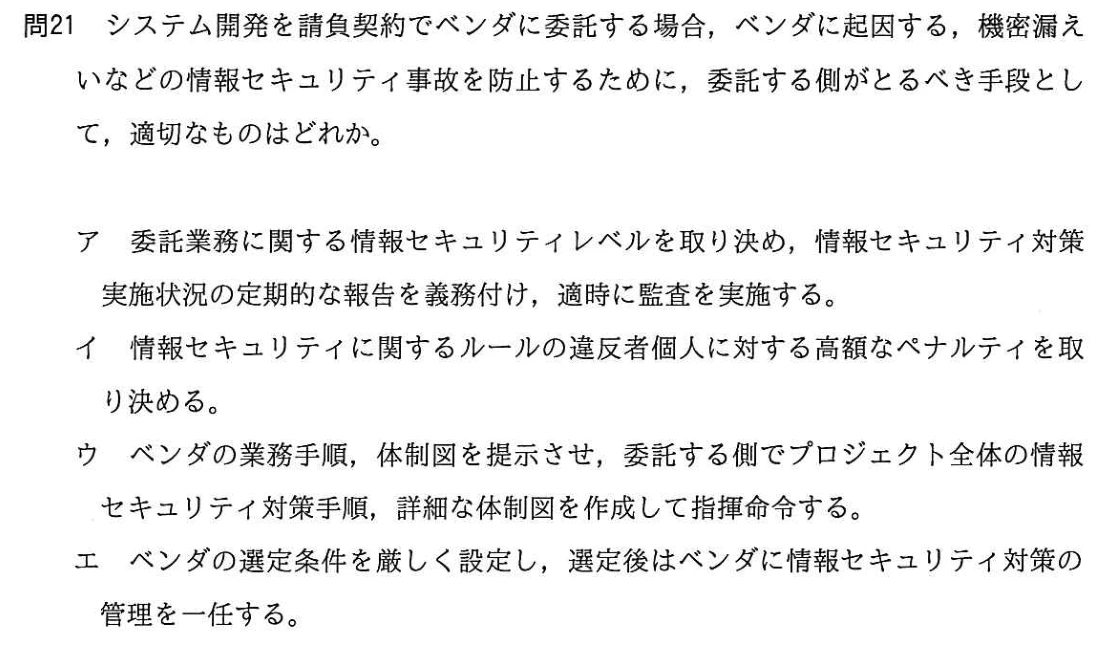 問21　システム開発を請負契約でベンダに委託する場合，ベンダに起因する，機密漏え
いなどの情報セキュリティ事故を防止するために，委託する側がとるべき手段とし
て，適切なものはどれか。
ア　委託業務に関する情報セキュリティレベルを取り決め，情報セキュリティ対策
実施状況の定期的な報告を義務付け，適時に監査を実施する。
イ　情報セキュリティに関するルールの違反者個人に対する高額なペナルティを取
り決める。
ウ　ベンダの業務手順，体制図を提示させ，委託する側でプロジェクト全体の情報
セキュリティ対策手順，詳細な体制図を作成して指揮命令する。
エ　ベンダの選定条件を厳しく設定し，選定後はベンダに情報セキュリティ対策の
管理を一任する。